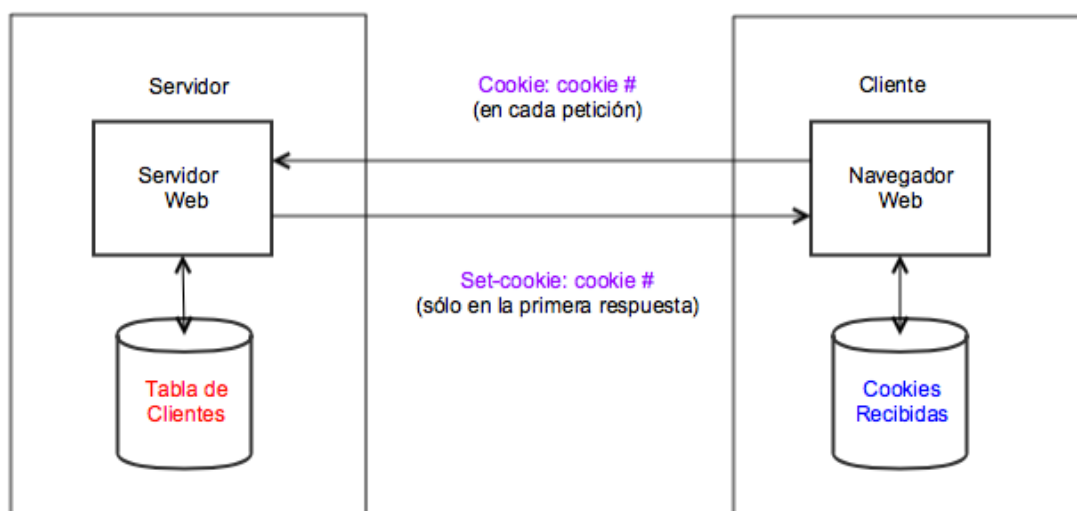 Servidor
Servidor
Web
Tabla de
Clientes
Cookie: cookie #
(en cada petición)
Set-cookie: cookie #
(sólo en la primera respuesta)
Cliente
Navegador
Web
Cookies
Recibidas